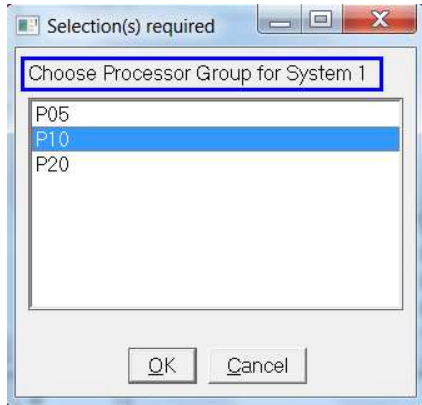 Selection(s) required
Choose Processor Group for System 1
P05
P10
P20
OK
Cancel